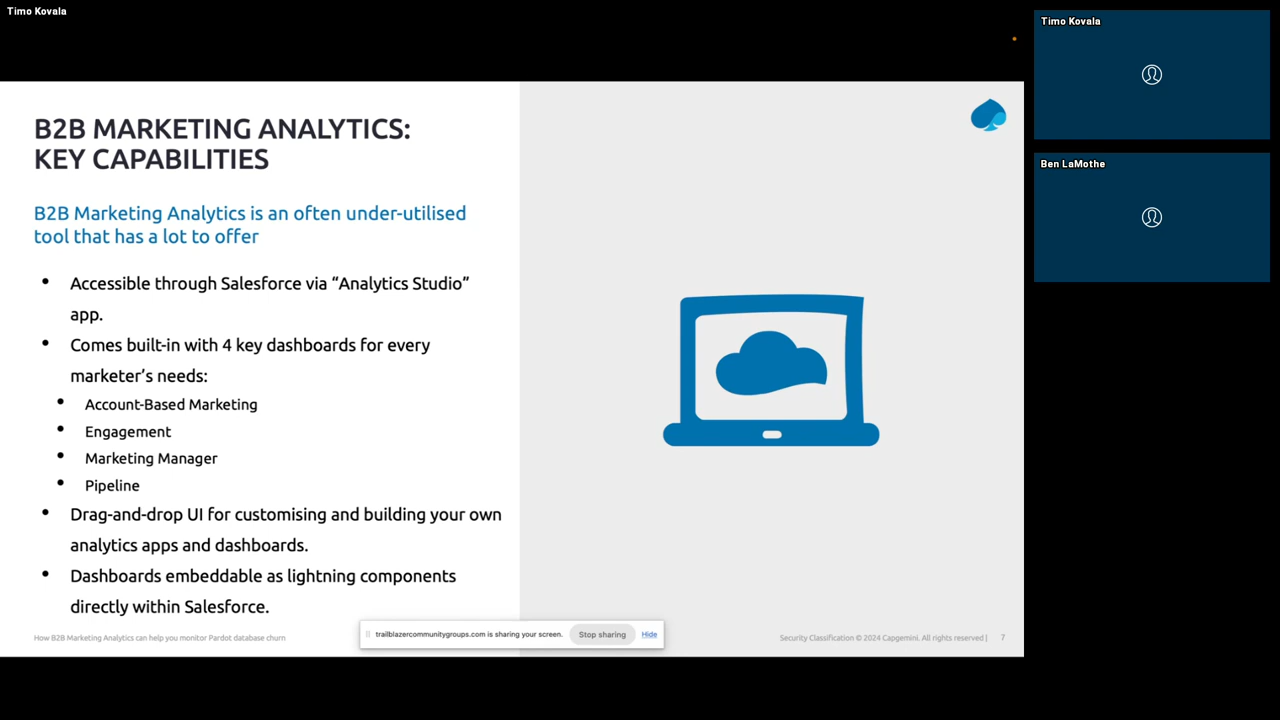 Timo Kovala
Timo Kovala
Ben LaMothe
B2B MARKETING ANALYTICS:
KEY CAPABILITIES
B2B Marketing Analytics is an often under-utilised
tool that has a lot to offer
• Accessible through Salesforce via “Analytics Studio”
app.
• Comes built-in with 4 key dashboards for every
marketer’s needs:
• Account-Based Marketing
• Engagement
• Marketing Manager
• Pipeline
• Drag-and-drop UI for customising and building your own
analytics apps and dashboards.
• Dashboards embeddable as lightning components
directly within Salesforce.
How B2B Marketing Analytics can help you monitor Pardot database churn
trailblazercommunitygroups.com is sharing your screen.
Stop sharing
Hide
Security Classification © 2024 Capgemini. All rights reserved | 7